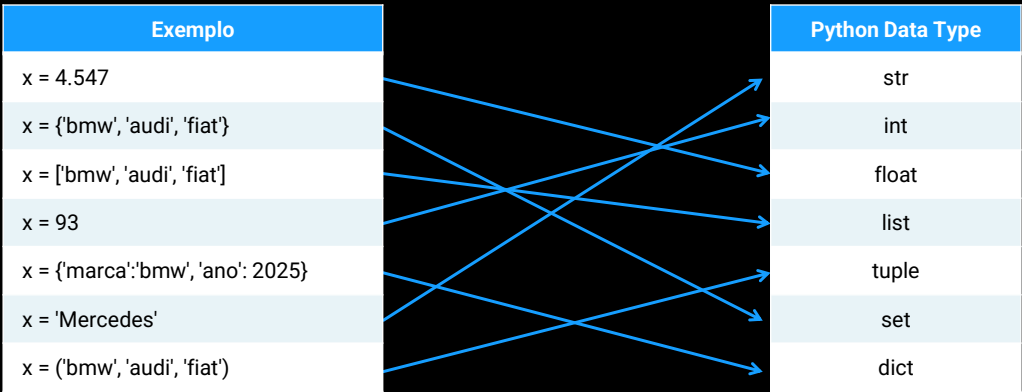 Exemplo
x = 4.547
x = {'bmw', 'audi', 'fiat'}
x = ['bmw', 'audi', 'fiat']
x = 93
x = {'marca':'bmw', 'ano': 2025}
x = 'Mercedes'
x = ('bmw', 'audi', 'fiat')
Python Data Type
str
int
float
list
tuple
set
dict